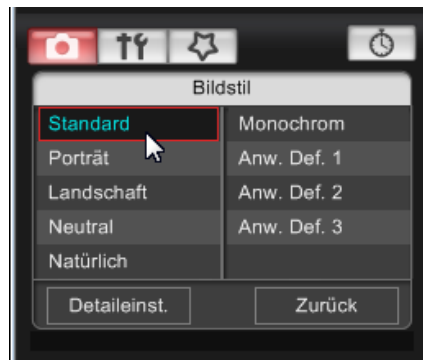 Bildstil
Standard
Porträt
Landschaft
Neutral
Natürlich
Monochrom
Anw. Def. 1
Anw. Def. 2
Anw. Def. 3
Detaileinst.
Zurück